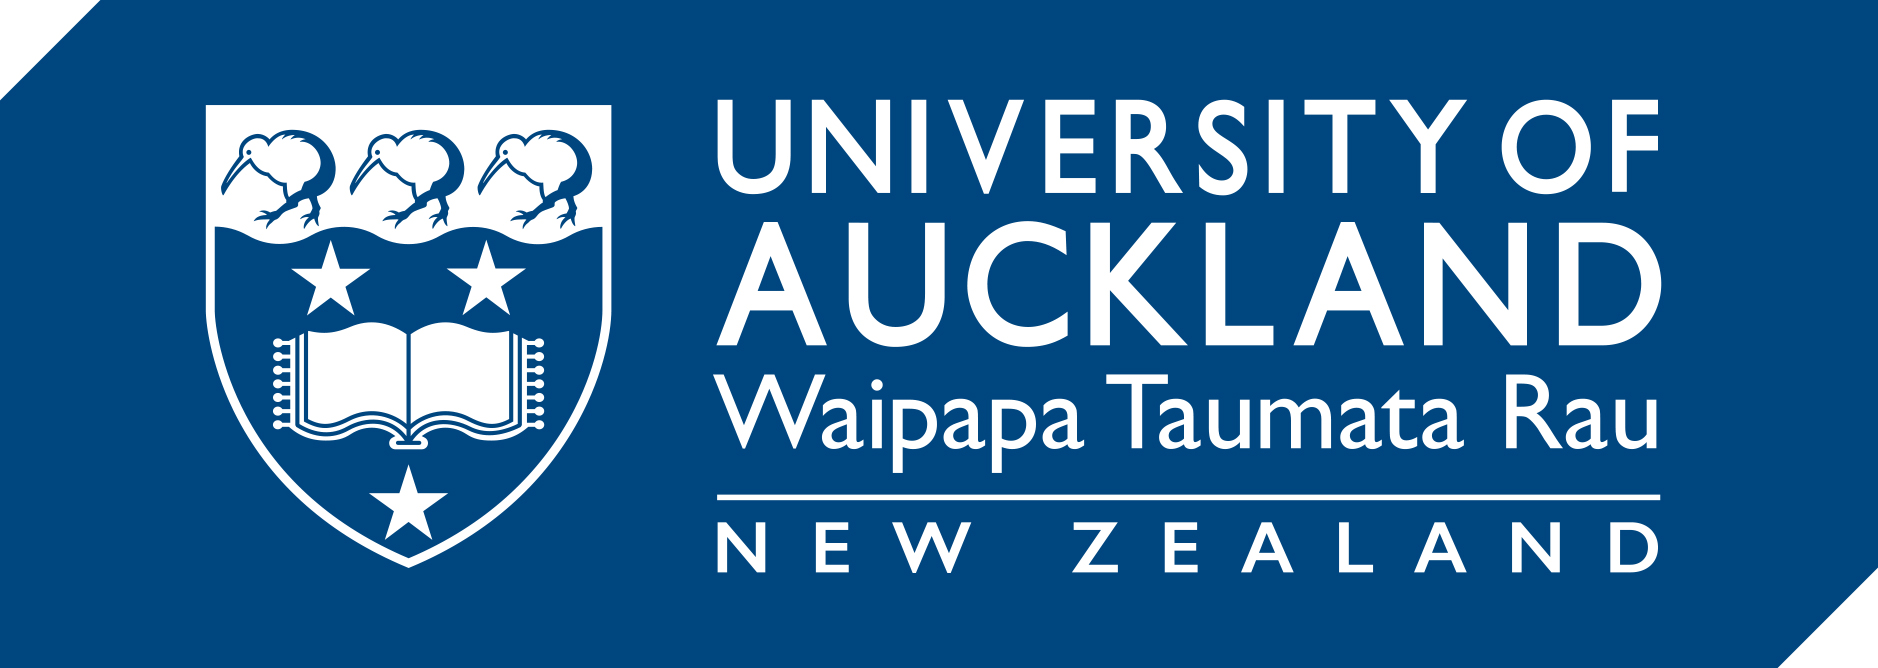 UNIVERSITY OF
AUCKLAND
Waipapa Taumata Rau
NEW ZEALAND